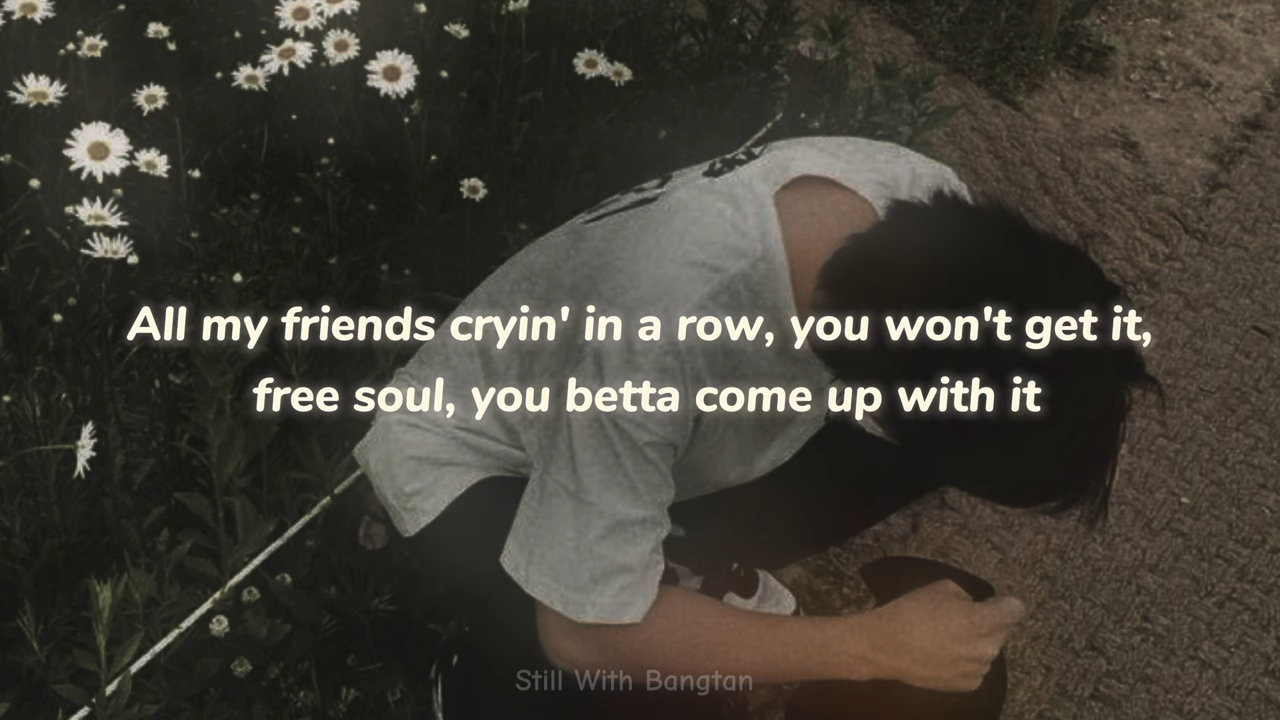 All my friends cryin' in a row, you won't get it,
free soul, you betta come up with it
Still With Bangtan